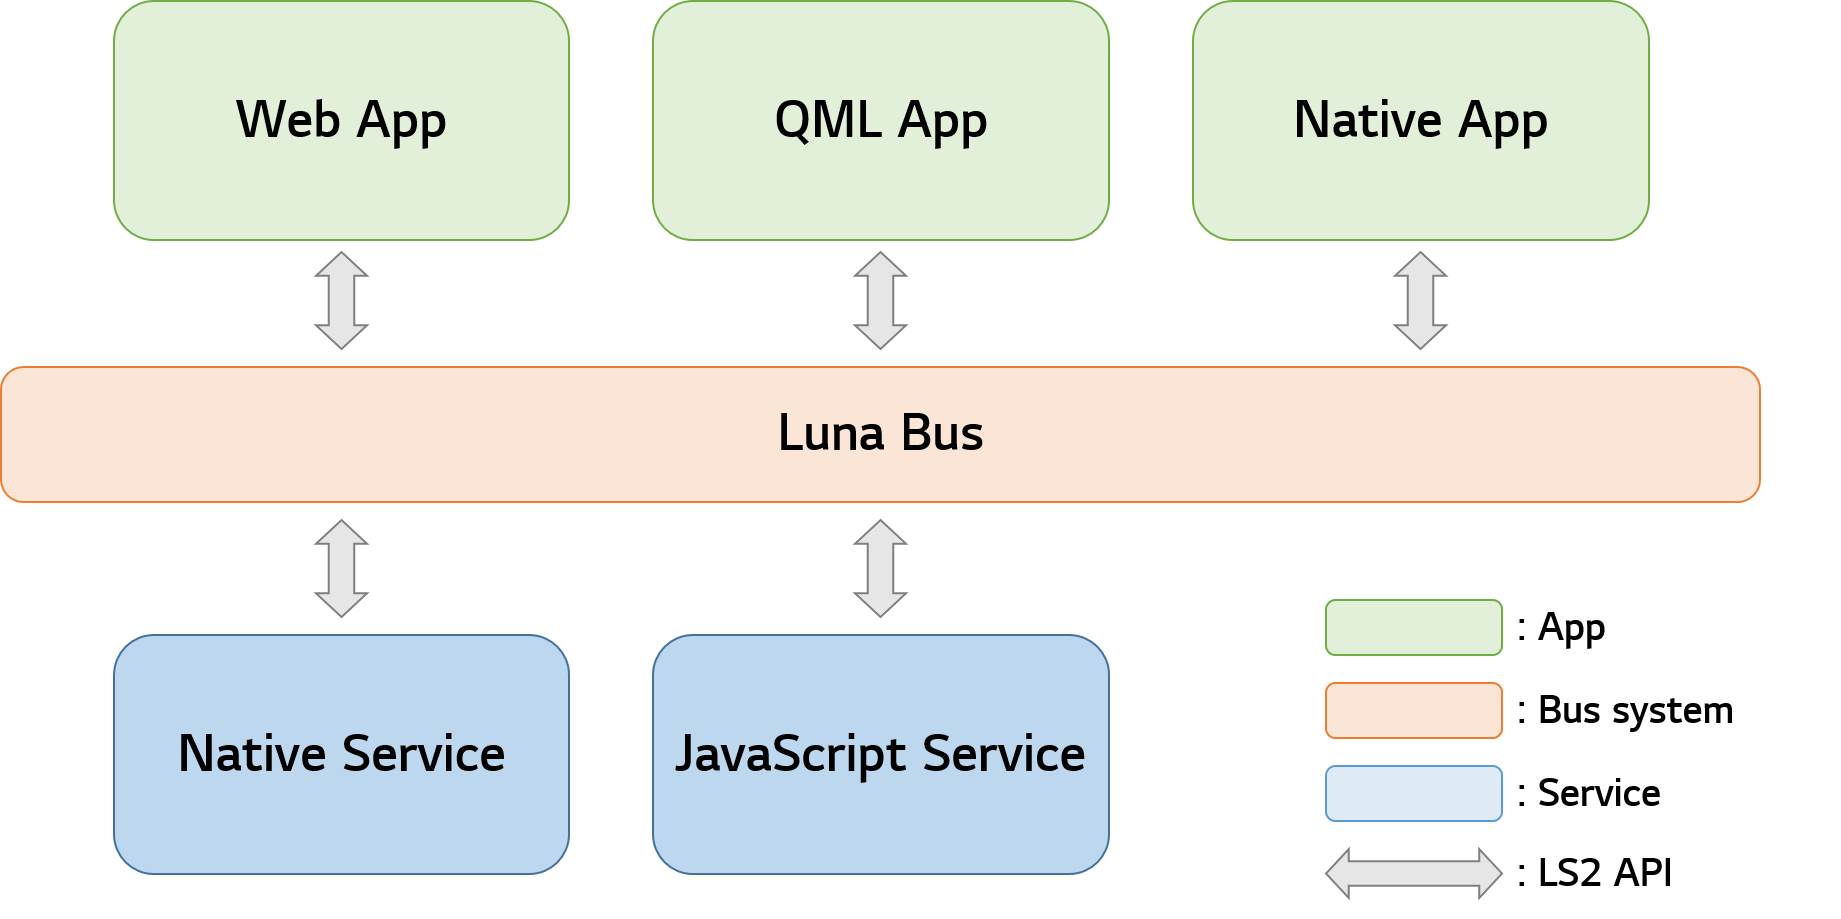 Web App
QML App
Native App
Luna Bus
Native Service
JavaScript Service
: App
: Bus system
: Service
: LS2 API